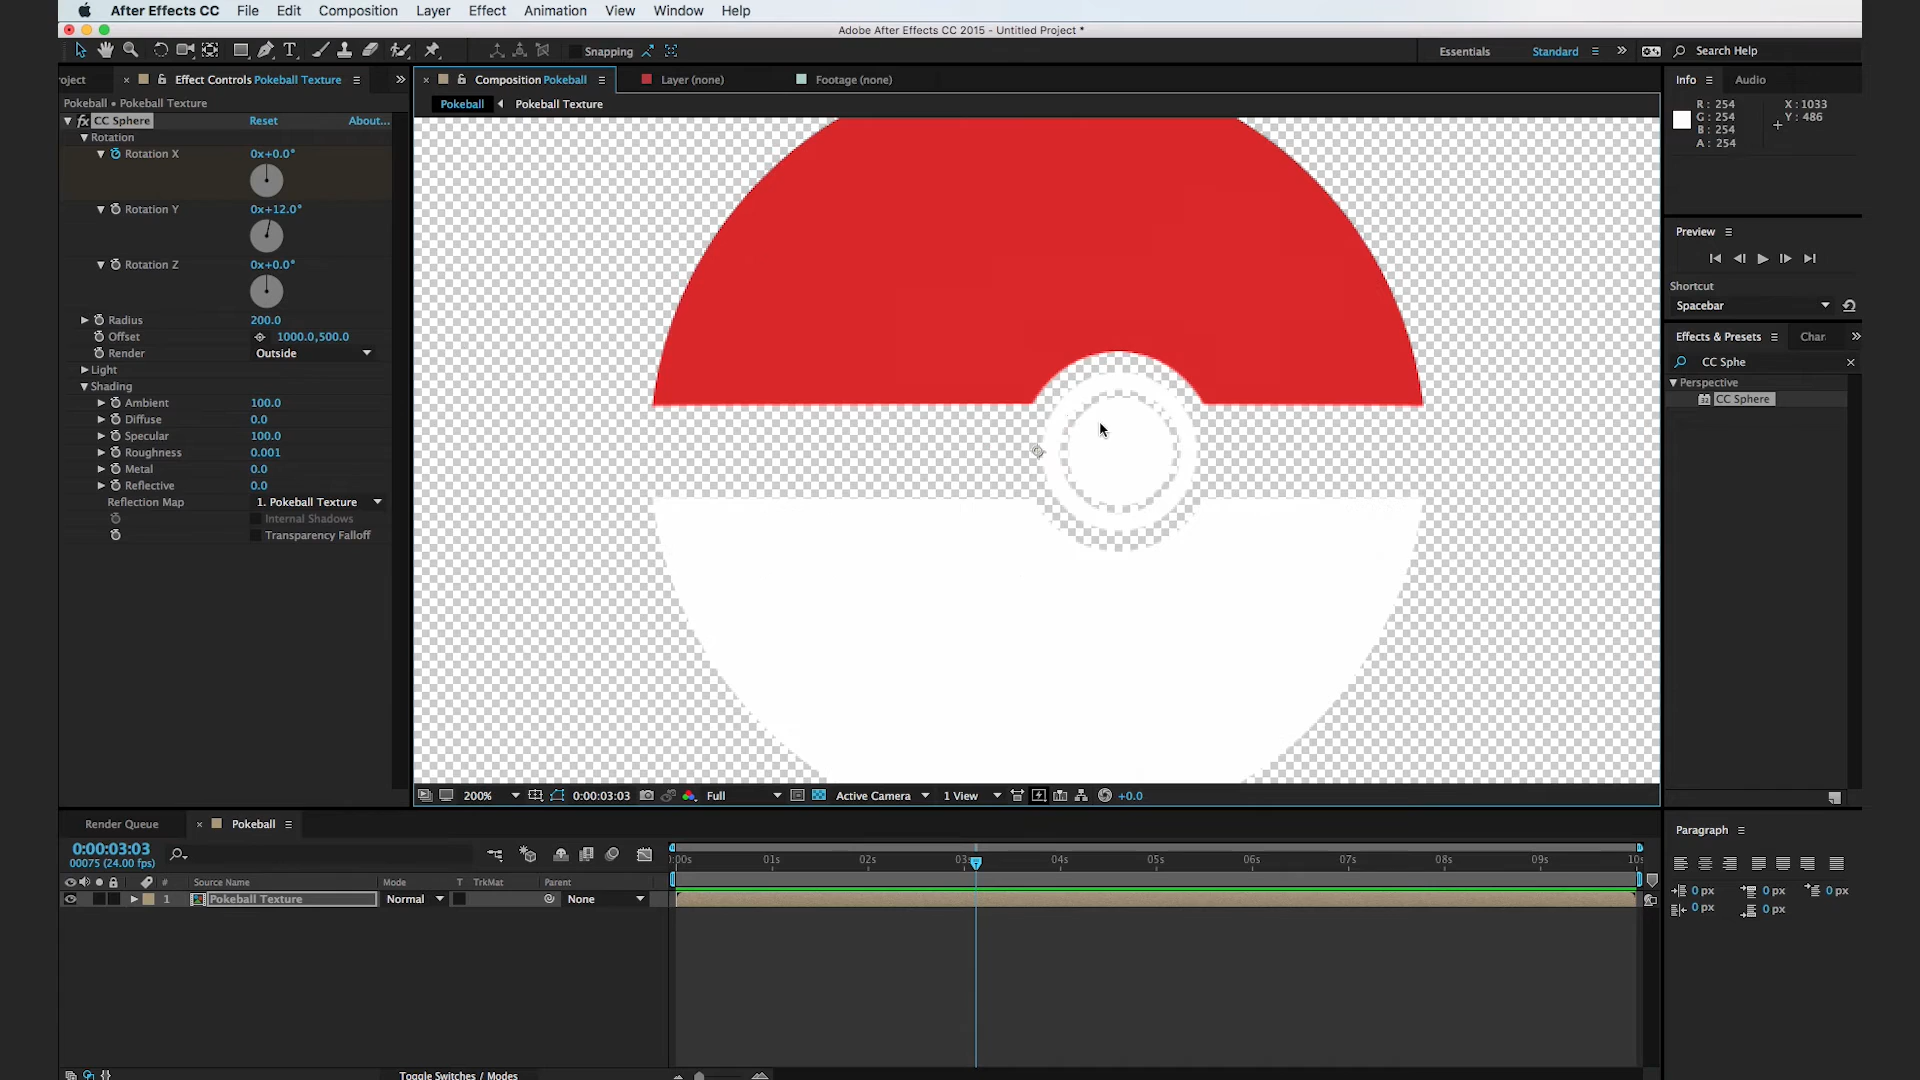 After Effects CC File Edit Composition Layer Effect Animation View Window Help
Adobe After Effects CC 2015 - Untitled Project *
Snapping Essentials Standard Search Help
roject Effect Controls Pokeball Texture Composition Pokeball Layer (none) Footage (none) Info Audio
Pokeball • Pokeball Texture
Pokeball Pokeball Texture
R : 254 X : 1033
G : 254 Y : 486
B : 254
A : 254
fx CC Sphere Reset About...
Rotation
Rotation X 0x+0.0°
Rotation Y 0x+12.0°
Rotation Z 0x+0.0°
Radius 200.0
Offset 1000.0,500.0
Render Outside
Light
Shading
Ambient 100.0
Diffuse 0.0
Specular 100.0
Roughness 0.001
Metal 0.0
Reflective 0.0
Reflection Map 1. Pokeball Texture
Internal Shadows
Transparency Falloff
Preview
Shortcut
Spacebar
Effects & Presets Char
CC Sphe
Perspective
CC Sphere
200% 0:00:03:03 Full Active Camera 1 View +0.0
Render Queue Pokeball
0:00:03:03
00075 (24.00 fps)
):00s 01s 02s 03s 04s 05s 06s 07s 08s 09s 10s
# Source Name Mode T TrkMat Parent
1 Pokeball Texture Normal None
Toggle Switches / Modes
Paragraph
0 px 0 px 0 px
0 px 0 px